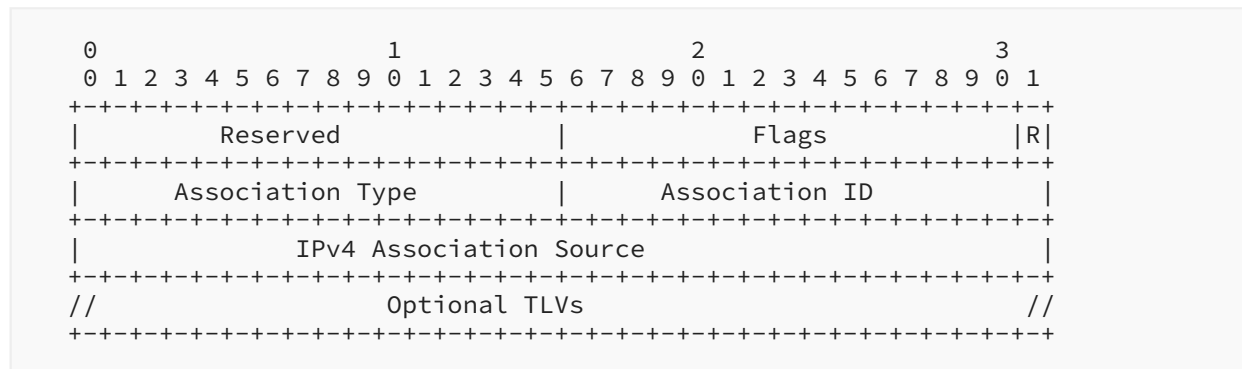 0                   1                   2                   3
 0 1 2 3 4 5 6 7 8 9 0 1 2 3 4 5 6 7 8 9 0 1 2 3 4 5 6 7 8 9 0 1
+-+-+-+-+-+-+-+-+-+-+-+-+-+-+-+-+-+-+-+-+-+-+-+-+-+-+-+-+-+-+-+-+
|         Reserved              |            Flags            |R|
+-+-+-+-+-+-+-+-+-+-+-+-+-+-+-+-+-+-+-+-+-+-+-+-+-+-+-+-+-+-+-+-+
|      Association Type         |      Association ID           |
+-+-+-+-+-+-+-+-+-+-+-+-+-+-+-+-+-+-+-+-+-+-+-+-+-+-+-+-+-+-+-+-+
|              IPv4 Association Source                          |
+-+-+-+-+-+-+-+-+-+-+-+-+-+-+-+-+-+-+-+-+-+-+-+-+-+-+-+-+-+-+-+-+
//                   Optional TLVs                             //
+-+-+-+-+-+-+-+-+-+-+-+-+-+-+-+-+-+-+-+-+-+-+-+-+-+-+-+-+-+-+-+-+